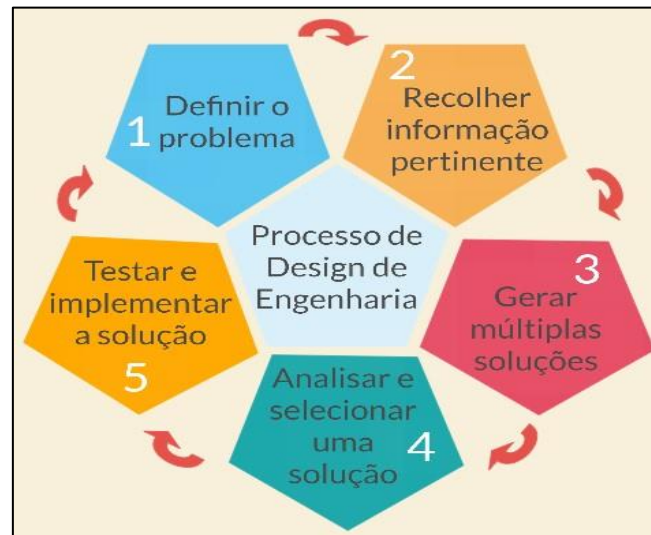 1
Definir o
problema
2
Recolher
informação
pertinente
3
Gerar
múltiplas
soluções
Analisar e
selecionar
uma
solução
4
Testar e
implementar
a solução
5
Processo de
Design de
Engenharia